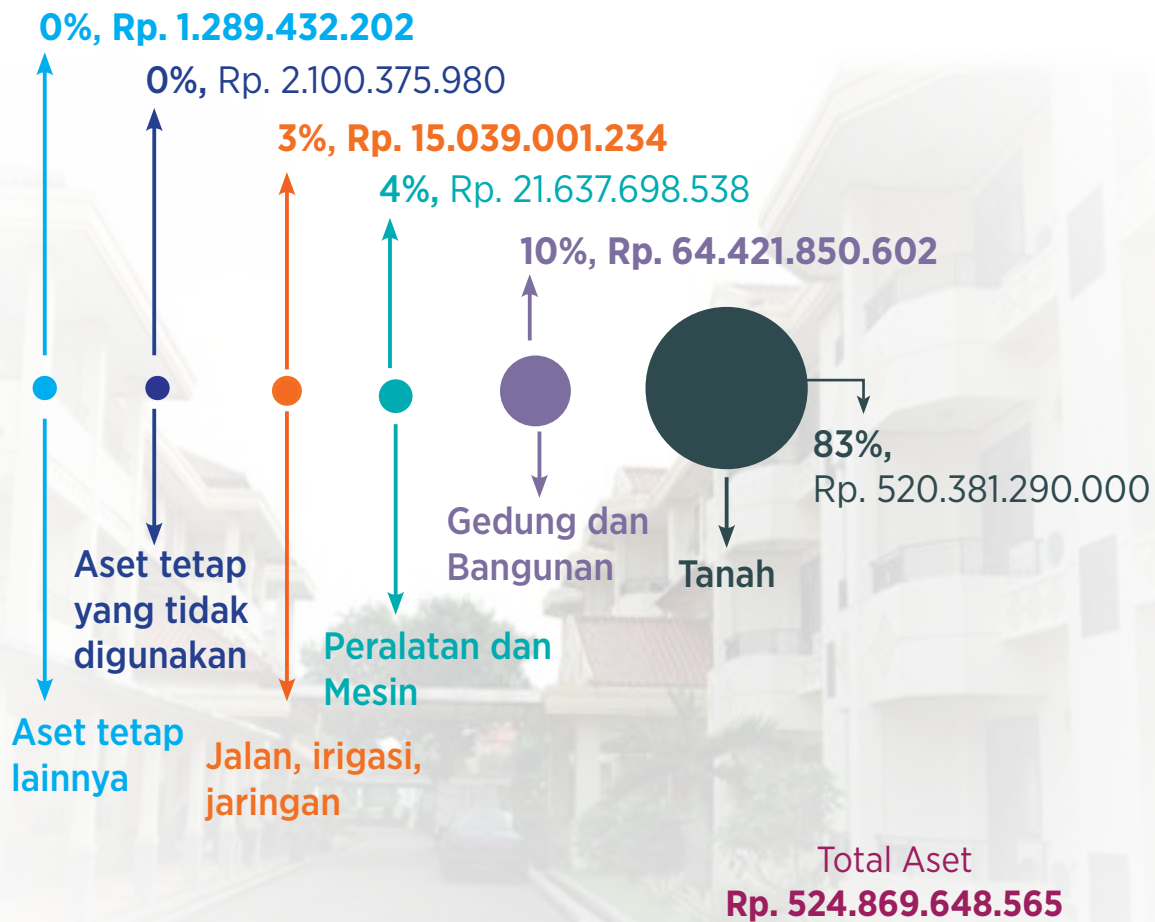 0%, Rp. 1.289.432.202
0%, Rp. 2.100.375.980
3%, Rp. 15.039.001.234
4%, Rp. 21.637.698.538
10%, Rp. 64.421.850.602
83%,
Rp. 520.381.290.000
Gedung dan
Bangunan
Tanah
Aset tetap
yang tidak
digunakan
Peralatan dan
Mesin
Aset tetap
lainnya
Jalan, irigasi,
jaringan
Total Aset
Rp. 524.869.648.565